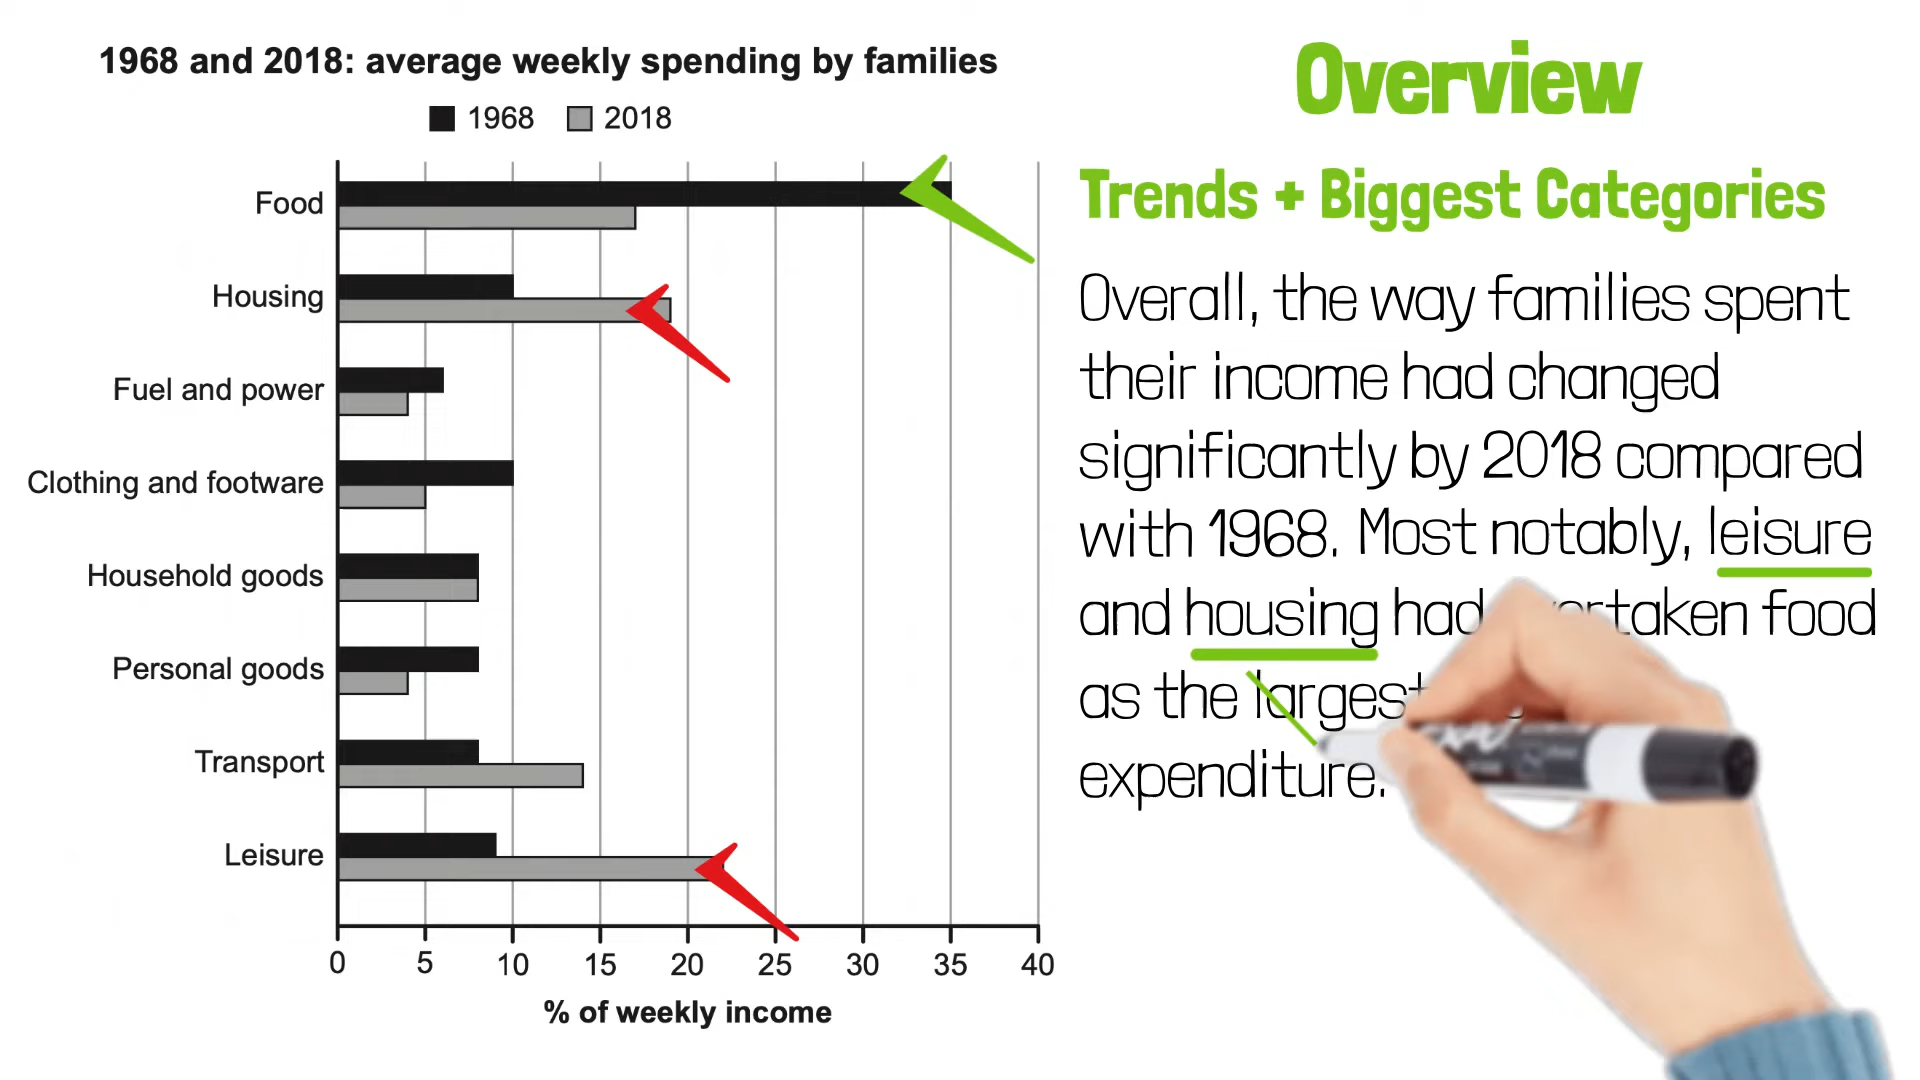 1968 and 2018: average weekly spending by families
1968 2018
Food
Housing
Fuel and power
Clothing and footware
Household goods
Personal goods
Transport
Leisure
0 5 10 15 20 25 30 35 40
% of weekly income
Overview
Trends + Biggest Categories
Overall, the way families spent
their income had changed
significantly by 2018 compared
with 1968. Most notably, leisure
and housing had overtaken food
as the largest
expenditure.